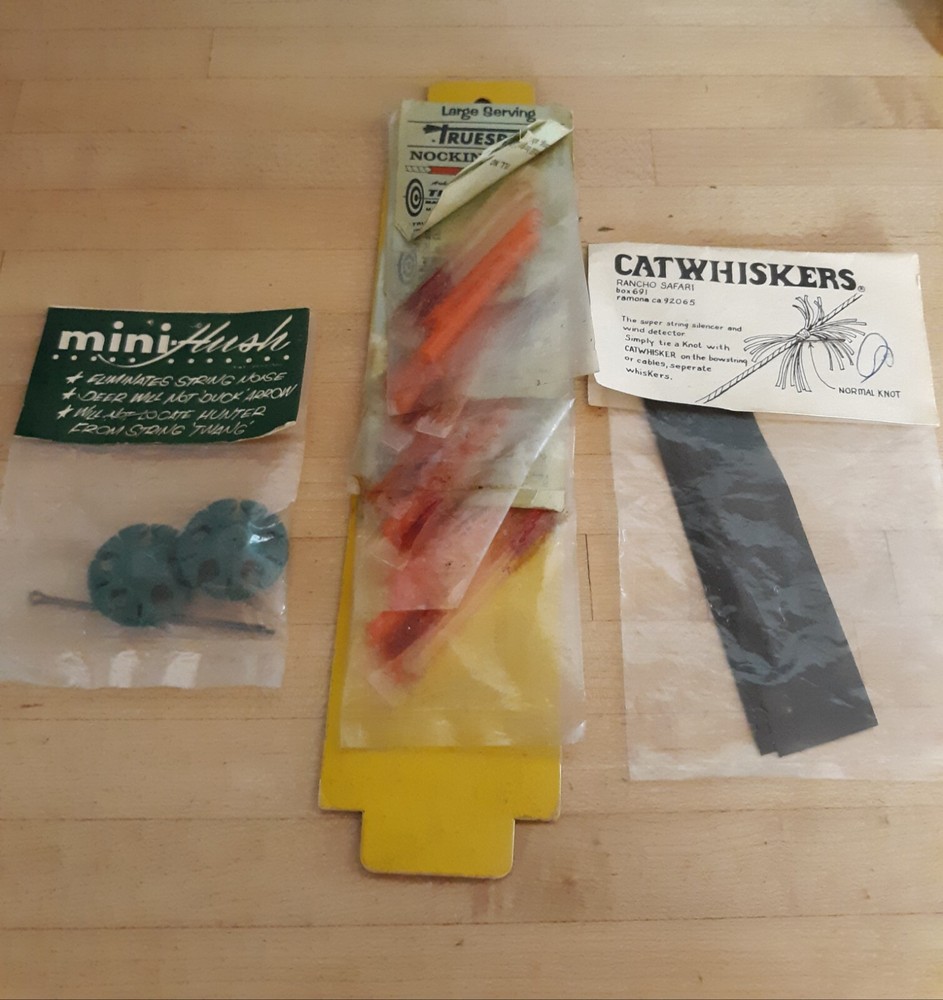 mini-Hush
★ ELIMINATES STRING NOISE
★ DEER WILL NOT 'DUCK' ARROW
★ WILL NOT LOCATE HUNTER
FROM STRING 'TWANG'
Large Serving
TRUESP
NOCKIN
CATWHISKERS®
RANCHO SAFARI
box 691
ramona ca 92065
The super string silencer and
wind detector
Simply tie a Knot with
CATWHISKER on the bowstring
or cables, seperate
whiskers.
NORMAL KNOT